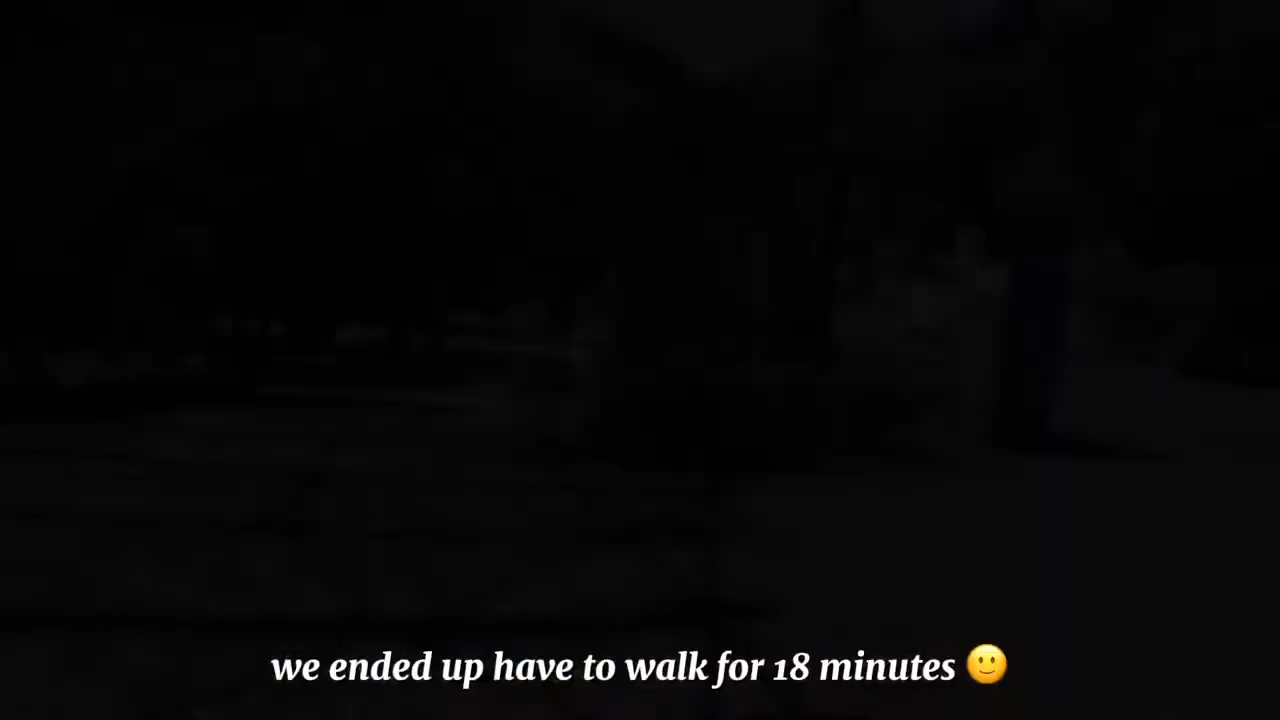 we ended up have to walk for 18 minutes 🙂